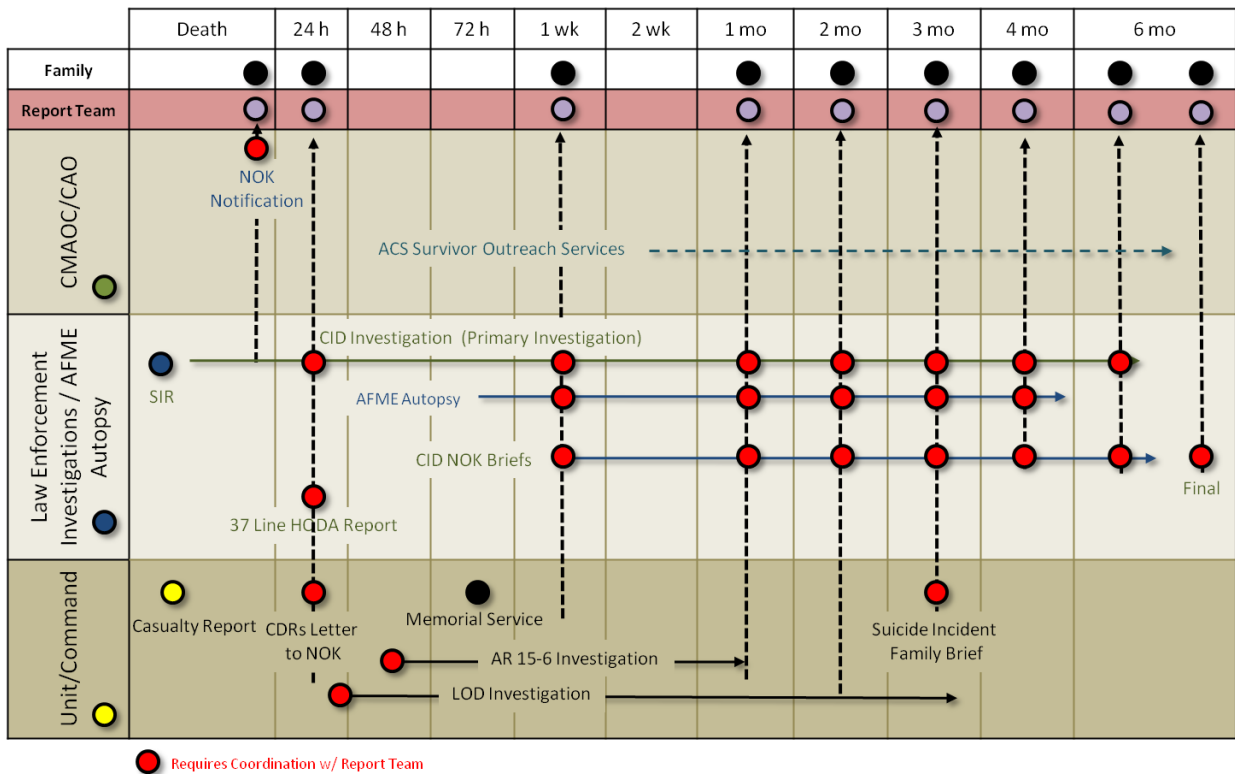 Death
24 h
48 h
72 h
1 wk
2 wk
1 mo
2 mo
3 mo
4 mo
6 mo
Family
Report Team
CMAOC/CAO
NOK
Notification
ACS Survivor Outreach Services
Law Enforcement
Investigations / AFME
Autopsy
CID Investigation (Primary Investigation)
SIR
AFME Autopsy
CID NOK Briefs
Final
37 Line HQDA Report
Unit/Command
Casualty Report
CDRs Letter
to NOK
Memorial Service
Suicide Incident
Family Brief
AR 15-6 Investigation
LOD Investigation
Requires Coordination w/ Report Team